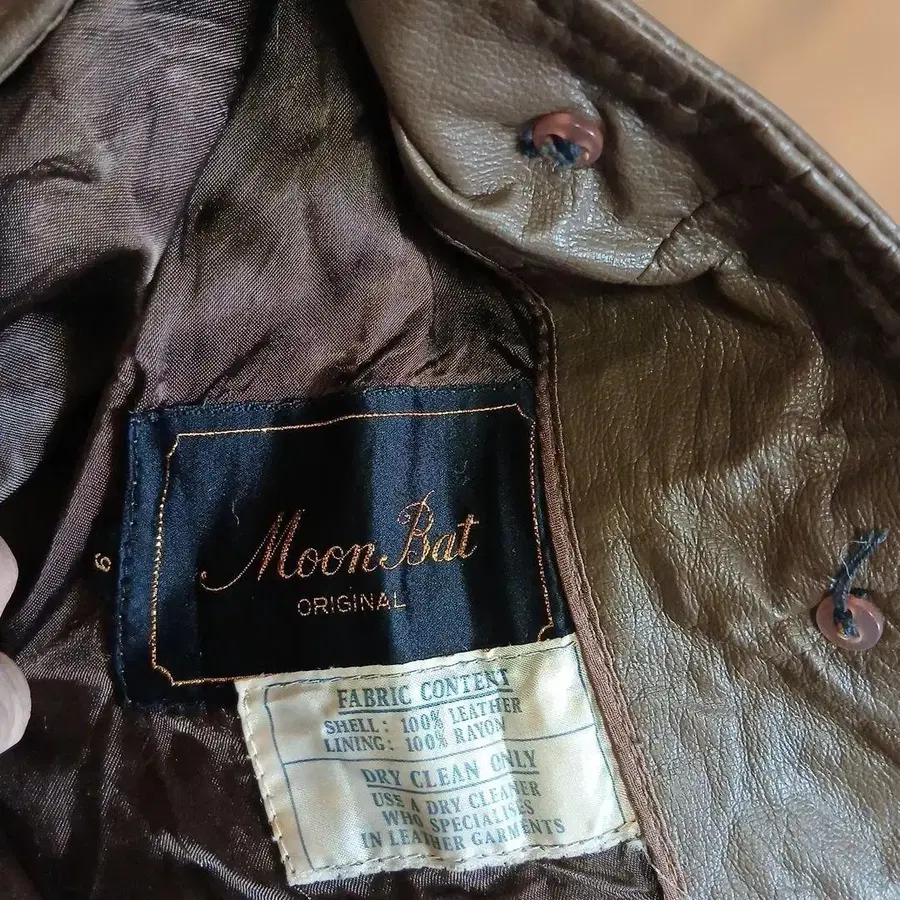 Moon Bat
ORIGINAL
FABRIC CONTENT
SHELL: 100% LEATHER
LINING: 100% RAYON
DRY CLEAN ONLY
USE A DRY CLEANER
WHO SPECIALISES
IN LEATHER GARMENTS